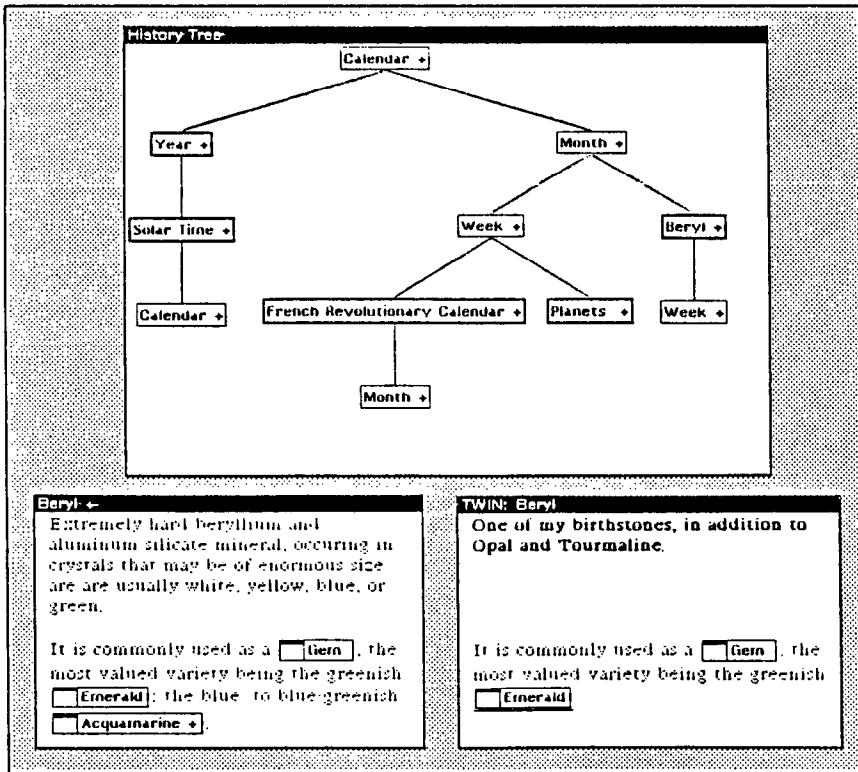 History Tree
Calendar +
Year +
Month +
Solar Time +
Week +
Beryl +
Calendar +
French Revolutionary Calendar +
Planets +
Week +
Month +
Beryl ←
Extremely hard beryllium and
aluminum silicate mineral, occuring in
crystals that may be of enormous size
are are usually white, yellow, blue, or
green.
It is commonly used as a Gem , the
most valued variety being the greenish
Emerald ; the blue to blue-greenish
Acquamarine + .
TWIN: Beryl
One of my birthstones, in addition to
Opal and Tourmaline.
It is commonly used as a Gem , the
most valued variety being the greenish
Emerald